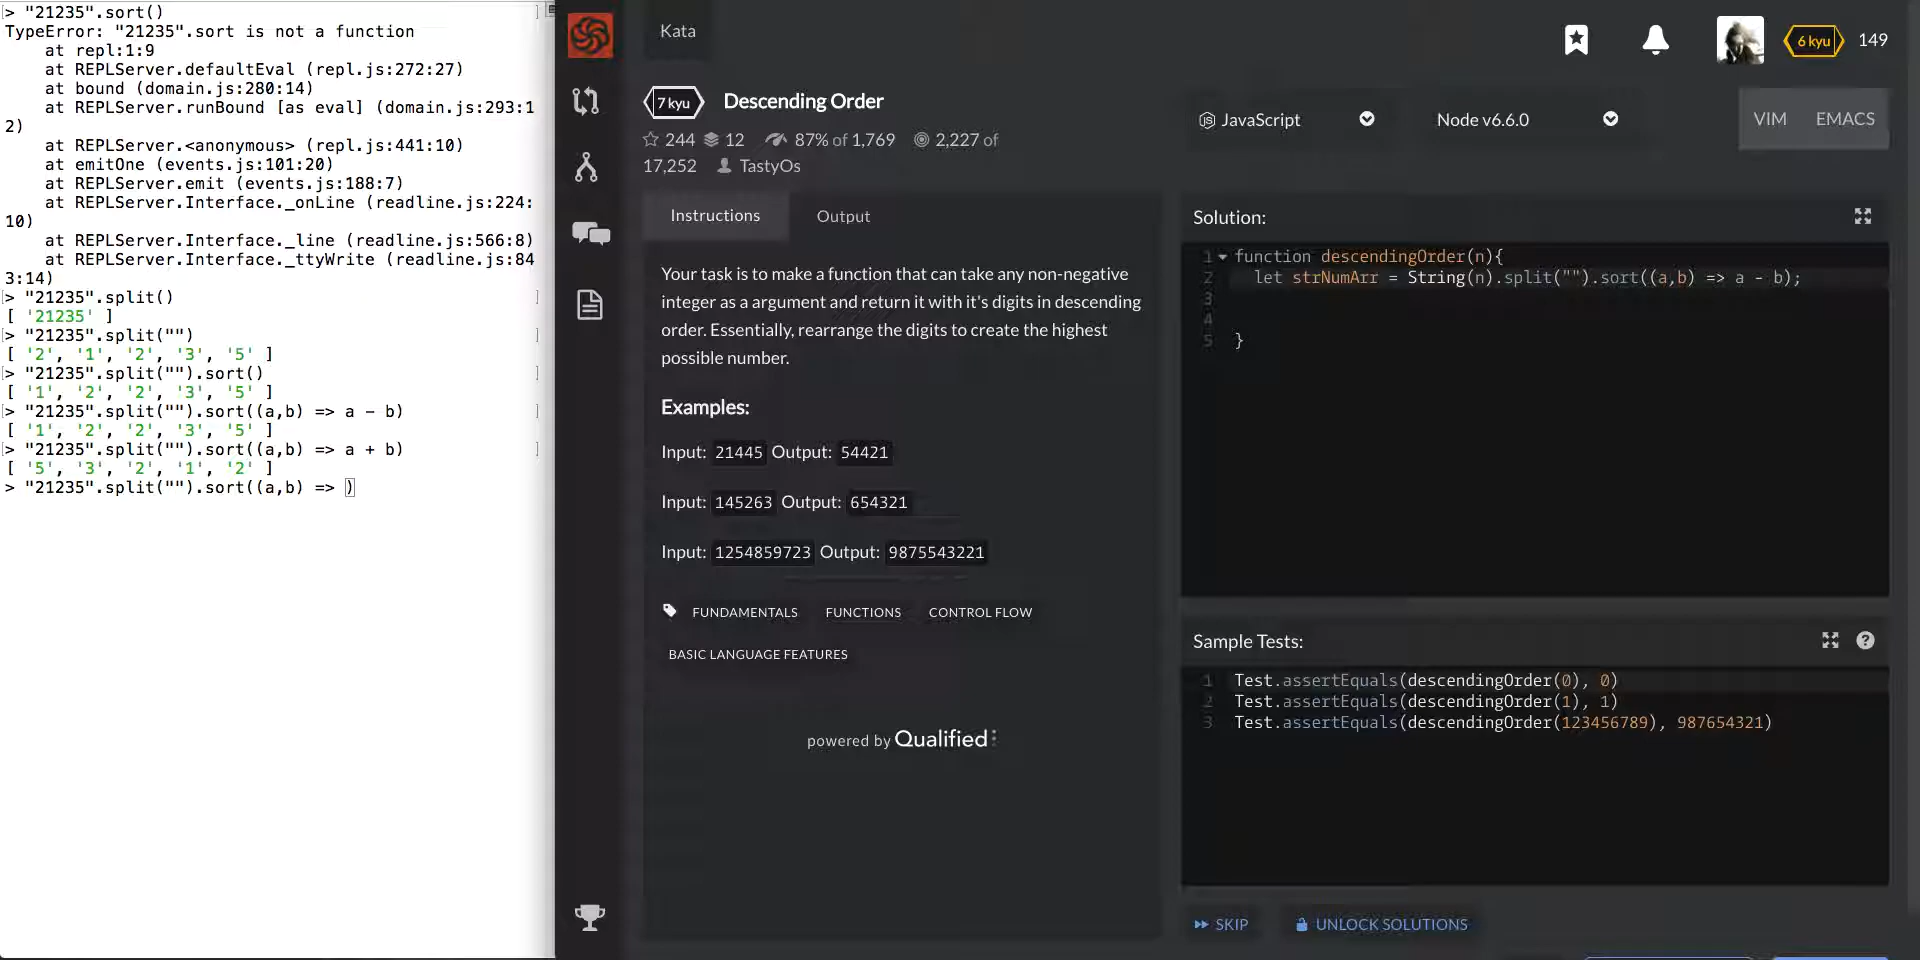 > "21235".sort()
TypeError: "21235".sort is not a function
at repl:1:9
at REPLServer.defaultEval (repl.js:272:27)
at bound (domain.js:280:14)
at REPLServer.runBound [as eval] (domain.js:293:1
2)
at REPLServer.<anonymous> (repl.js:441:10)
at emitOne (events.js:101:20)
at REPLServer.emit (events.js:188:7)
at REPLServer.Interface._onLine (readline.js:224:
10)
at REPLServer.Interface._line (readline.js:566:8)
at REPLServer.Interface._ttyWrite (readline.js:84
3:14)
> "21235".split()
[ '21235' ]
> "21235".split("")
[ '2', '1', '2', '3', '5' ]
> "21235".split("").sort()
[ '1', '2', '2', '3', '5' ]
> "21235".split("").sort((a,b) => a - b)
[ '1', '2', '2', '3', '5' ]
> "21235".split("").sort((a,b) => a + b)
[ '5', '3', '2', '1', '2' ]
> "21235".split("").sort((a,b) => )
Kata
6 kyu 149
7 kyu Descending Order
244 12 87% of 1,769 2,227 of
17,252 TastyOs
JavaScript
Node v6.6.0
VIM EMACS
Instructions Output
Your task is to make a function that can take any non-negative
integer as a argument and return it with it's digits in descending
order. Essentially, rearrange the digits to create the highest
possible number.
Examples:
Input: 21445 Output: 54421
Input: 145263 Output: 654321
Input: 1254859723 Output: 9875543221
FUNDAMENTALS FUNCTIONS CONTROL FLOW
BASIC LANGUAGE FEATURES
powered by Qualified
Solution:
1 function descendingOrder(n){
2 let strNumArr = String(n).split("").sort((a,b) => a - b);
3
4
5 }
Sample Tests:
1 Test.assertEquals(descendingOrder(0), 0)
2 Test.assertEquals(descendingOrder(1), 1)
3 Test.assertEquals(descendingOrder(123456789), 987654321)
SKIP UNLOCK SOLUTIONS